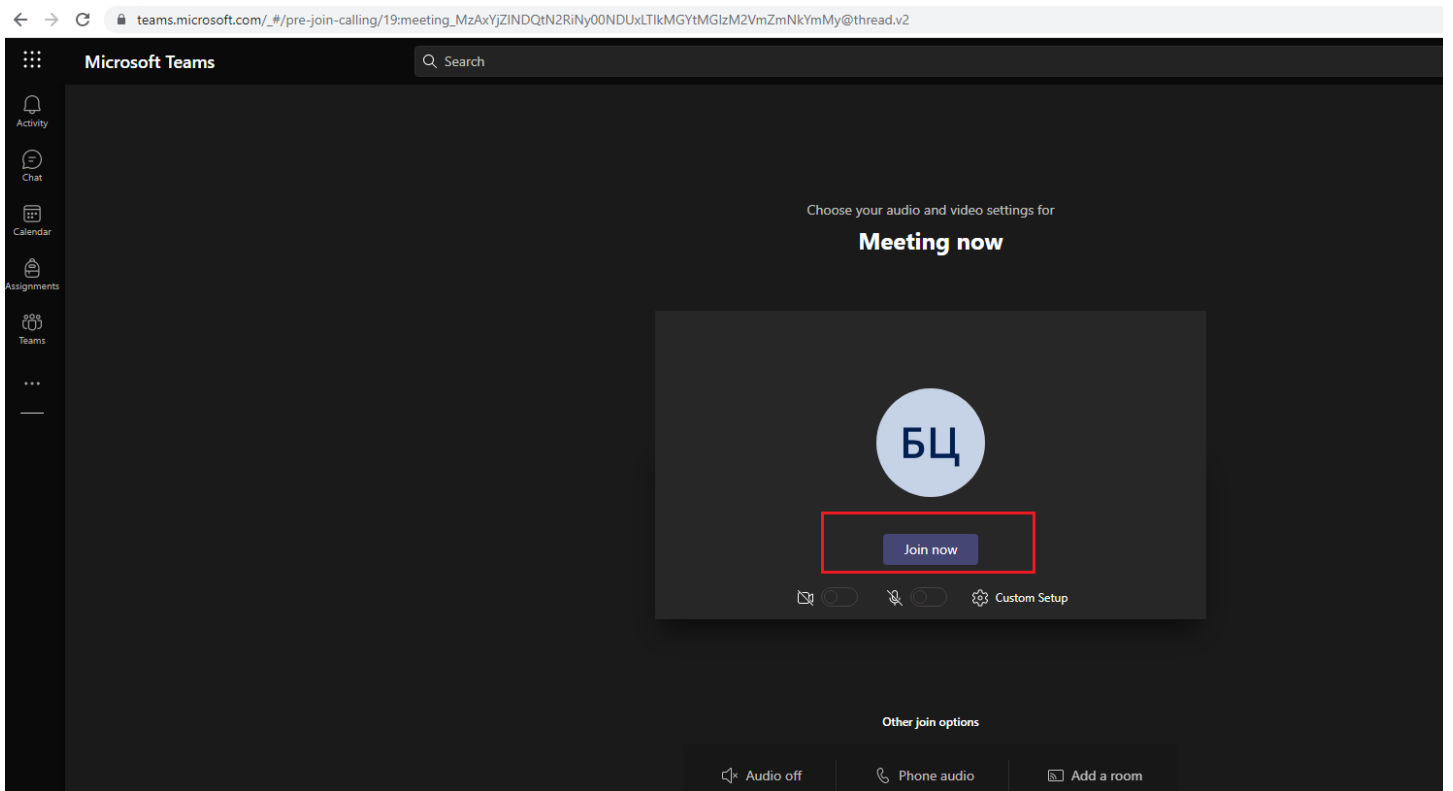 teams.microsoft.com/_#/pre-join-calling/19:meeting_MzAxYjZlNDQtN2RiNy00NDUxLTlkMGYtMGIzM2VmZmNkYmMy@thread.v2
Microsoft Teams
Search
Activity
Chat
Calendar
Assignments
Teams
Choose your audio and video settings for
Meeting now
БЦ
Join now
Custom Setup
Other join options
Audio off
Phone audio
Add a room